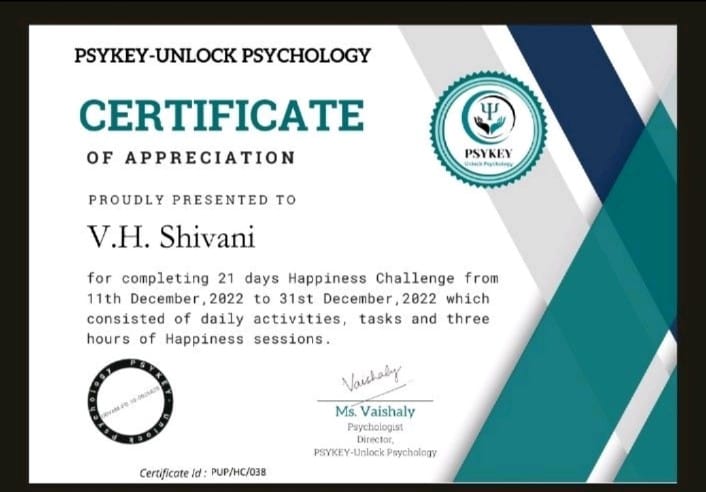 PSYKEY-UNLOCK PSYCHOLOGY
CERTIFICATE
OF APPRECIATION
PSYKEY
Unlock Psychology
PROUDLY PRESENTED TO
V.H. Shivani
for completing 21 days Happiness Challenge from
11th December,2022 to 31st December,2022 which
consisted of daily activities, tasks and three
hours of Happiness sessions.
PSYKEY- Unlock Psychology
Vaishaly
Ms. Vaishaly
Psychologist
Director,
PSYKEY-Unlock Psychology
Certificate Id : PUP/HC/038